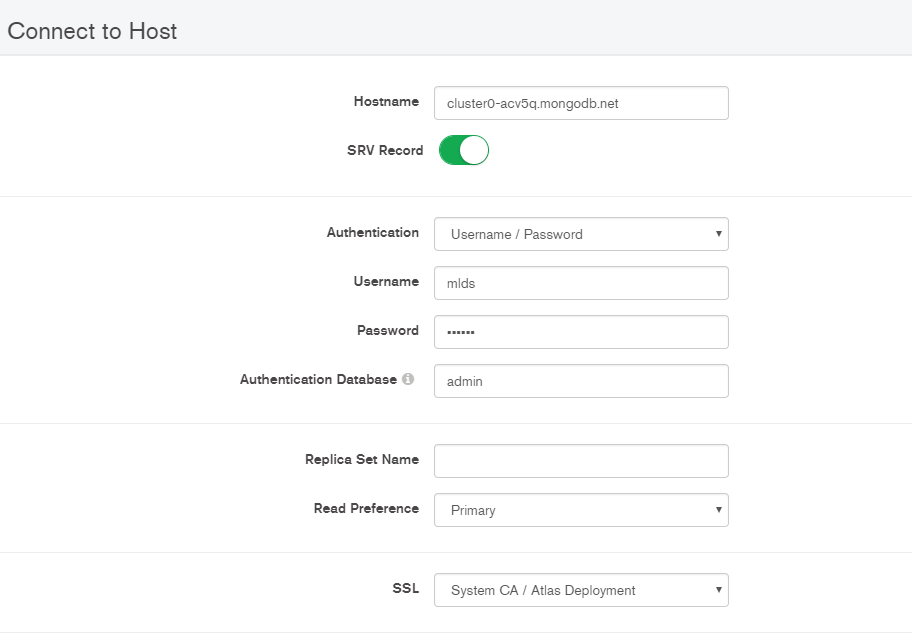 Connect to Host
Hostname cluster0-acv5q.mongodb.net
SRV Record
Authentication Username / Password
Username mlds
Password ••••••
Authentication Database admin
Replica Set Name
Read Preference Primary
SSL System CA / Atlas Deployment